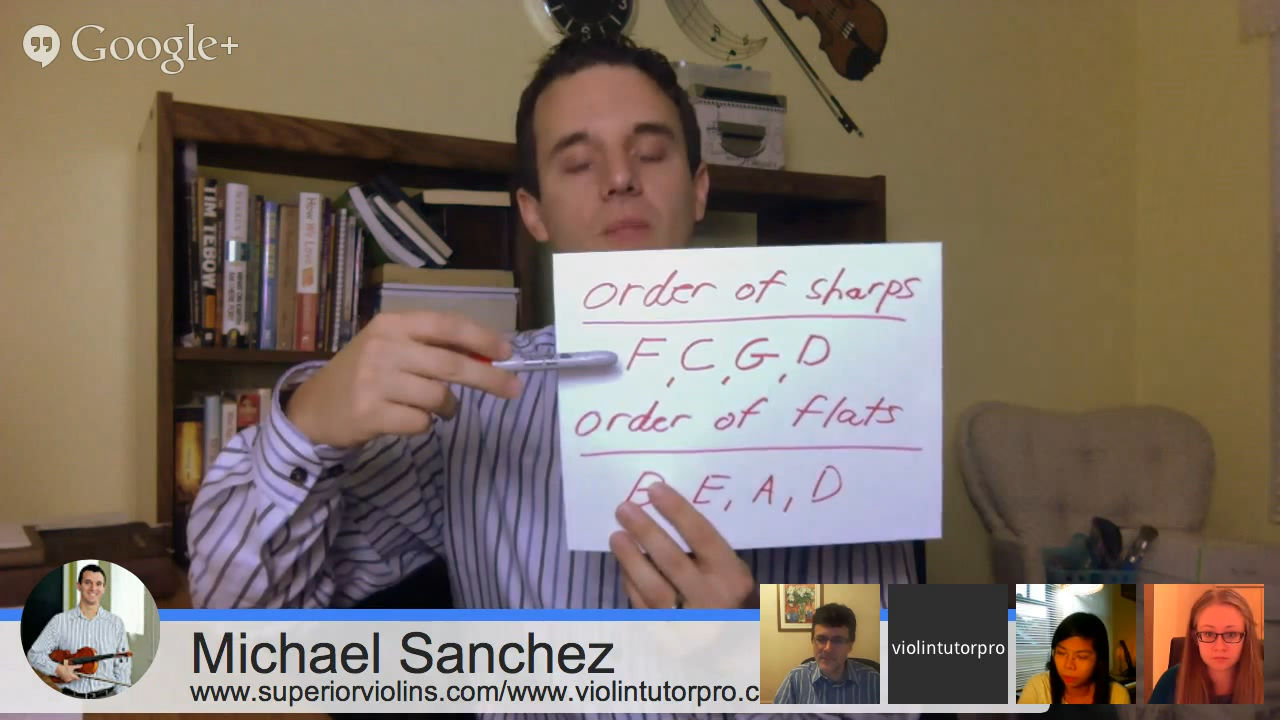 Google+
TIM TEBOW
order of sharps
F, C, G, D
order of flats
B, E, A, D
Michael Sanchez
www.superiorviolins.com/www.violintutorpro.c
violintutorpro